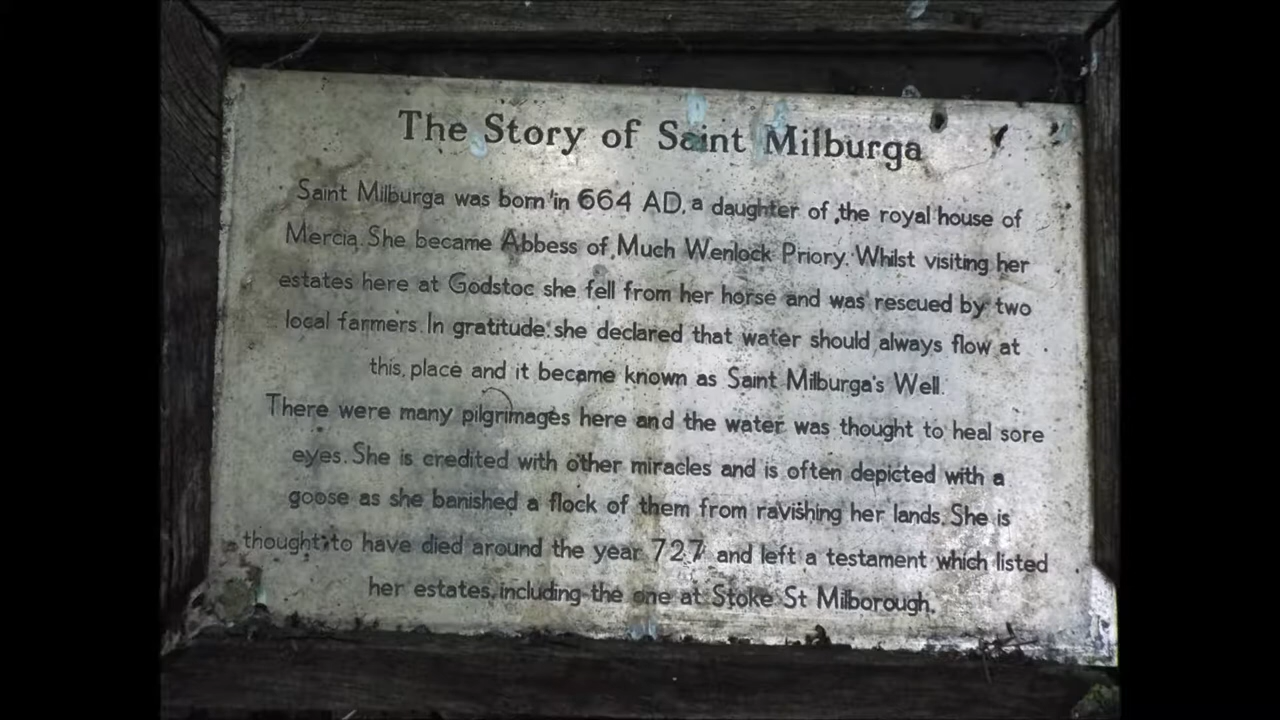 The Story of Saint Milburga
Saint Milburga was born in 664 AD, a daughter of the royal house of
Mercia. She became Abbess of Much Wenlock Priory. Whilst visiting her
estates here at Godstoc she fell from her horse and was rescued by two
local farmers. In gratitude she declared that water should always flow at
this place and it became known as Saint Milburga's Well.
There were many pilgrimages here and the water was thought to heal sore
eyes. She is credited with other miracles and is often depicted with a
goose as she banished a flock of them from ravishing her lands. She is
thought to have died around the year 727 and left a testament which listed
her estates, including the one at Stoke St Milborough.